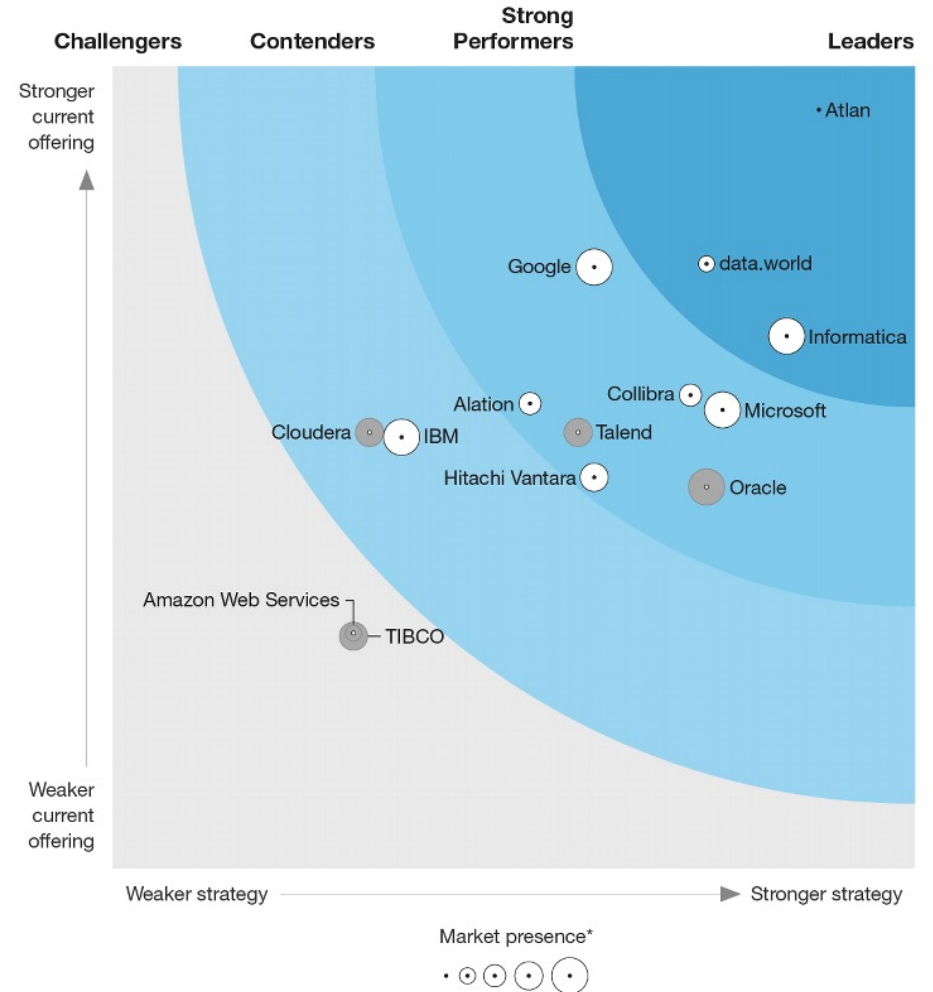 Challengers
Contenders
Strong
Performers
Leaders
Stronger
current
offering
Atlan
Google
data.world
Informatica
Collibra
Microsoft
Alation
Cloudera
IBM
Talend
Hitachi Vantara
Oracle
Amazon Web Services
TIBCO
Weaker
current
offering
Weaker strategy
Stronger strategy
Market presence*